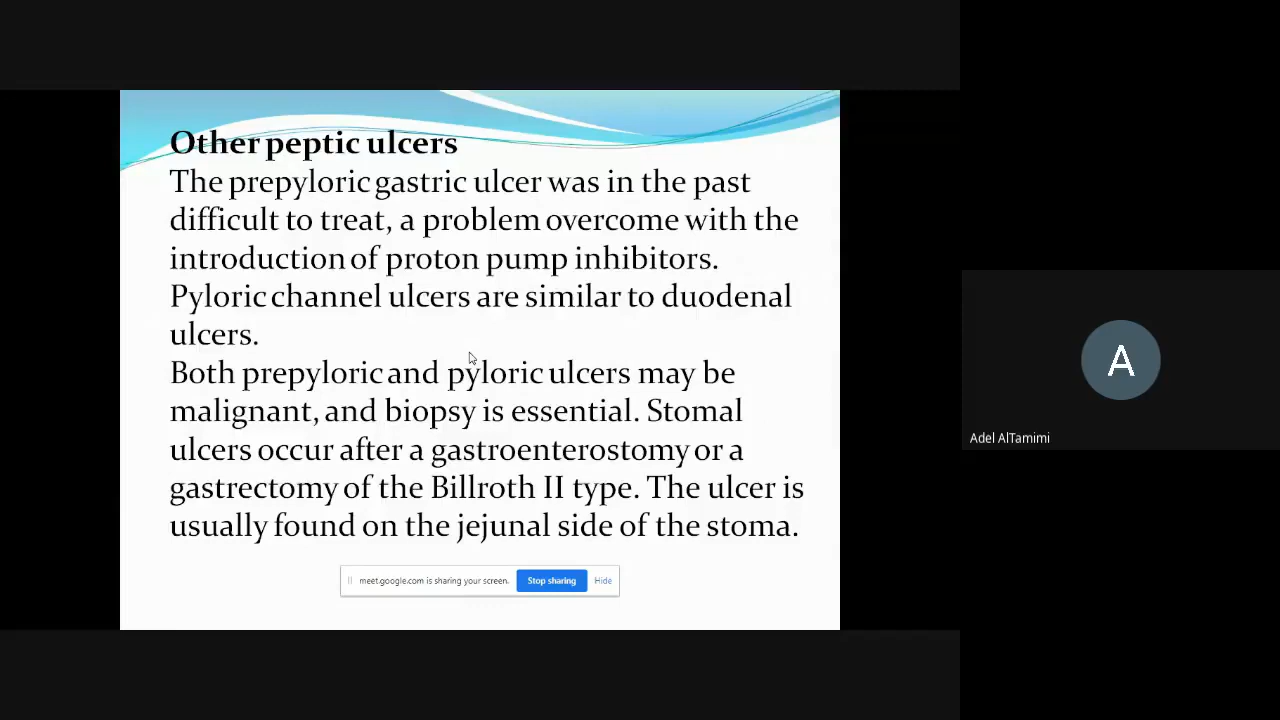 Other peptic ulcers
The prepyloric gastric ulcer was in the past
difficult to treat, a problem overcome with the
introduction of proton pump inhibitors.
Pyloric channel ulcers are similar to duodenal
ulcers.
Both prepyloric and pyloric ulcers may be
malignant, and biopsy is essential. Stomal
ulcers occur after a gastroenterostomy or a
gastrectomy of the Billroth II type. The ulcer is
usually found on the jejunal side of the stoma.
meet.google.com is sharing your screen. Stop sharing Hide
A
Adel AlTamimi